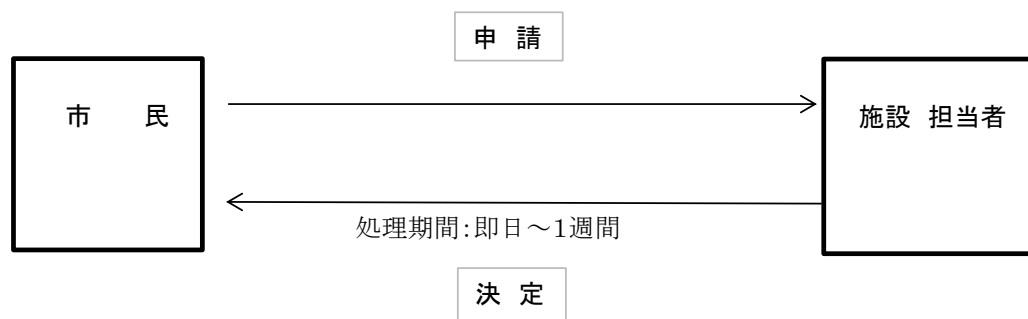 申 請
市 民
施設 担当者
処理期間:即日～1週間
決 定